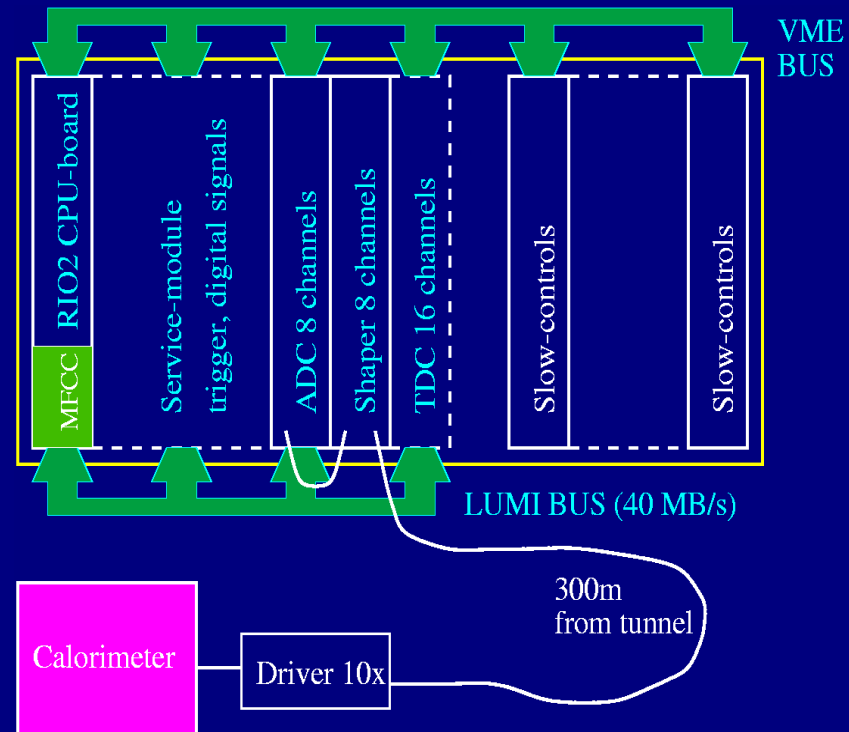 VME
BUS
RIO2 CPU-board
MFCC
Service-module
trigger, digital signals
ADC 8 channels
Shaper 8 channels
TDC 16 channels
Slow-controls
Slow-controls
LUMI BUS (40 MB/s)
300m
from tunnel
Calorimeter
Driver 10x